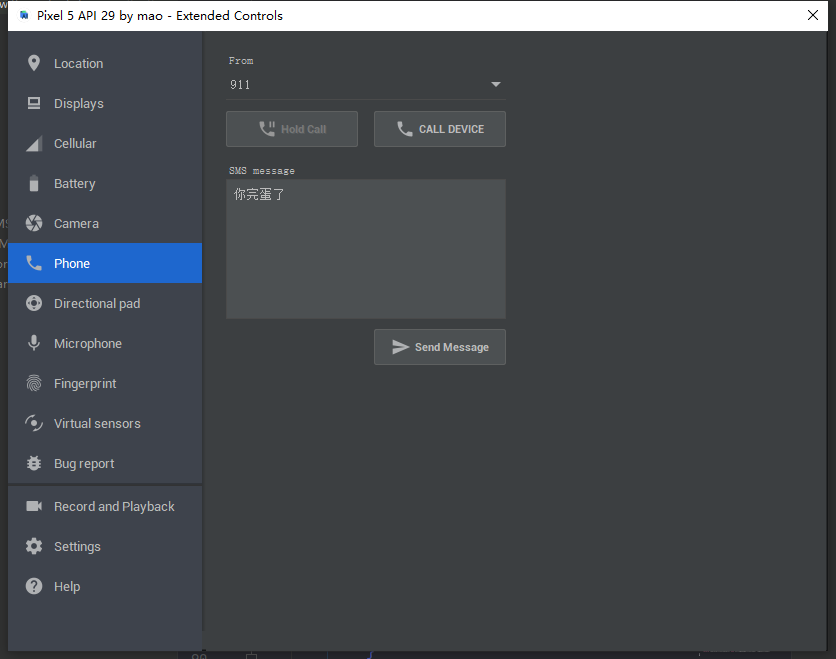 Pixel 5 API 29 by mao - Extended Controls
Location
Displays
Cellular
Battery
Camera
Phone
Directional pad
Microphone
Fingerprint
Virtual sensors
Bug report
Record and Playback
Settings
Help
From
911
Hold Call
CALL DEVICE
SMS message
你完蛋了
Send Message